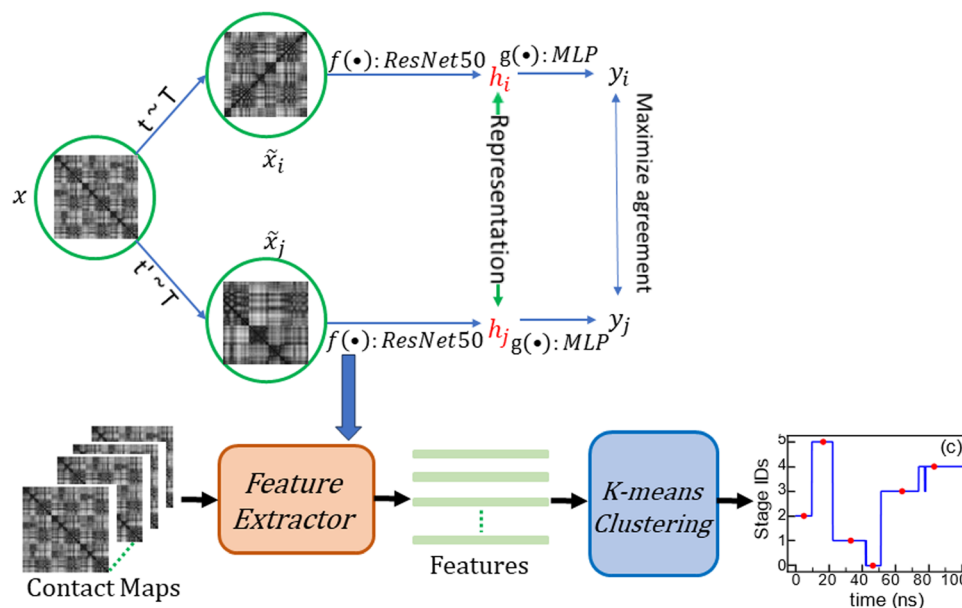 f(•): ResNet50
g(•): MLP
h_i
y_i
t ~ T
x̃_i
x
Representation
Maximize agreement
x̃_j
t' ~ T
f(•): ResNet50
h_j
g(•): MLP
y_j
Contact Maps
Feature
Extractor
Features
K-means
Clustering
(c)
Stage IDs
5
4
3
2
1
0
0 20 40 60 80 100
time (ns)